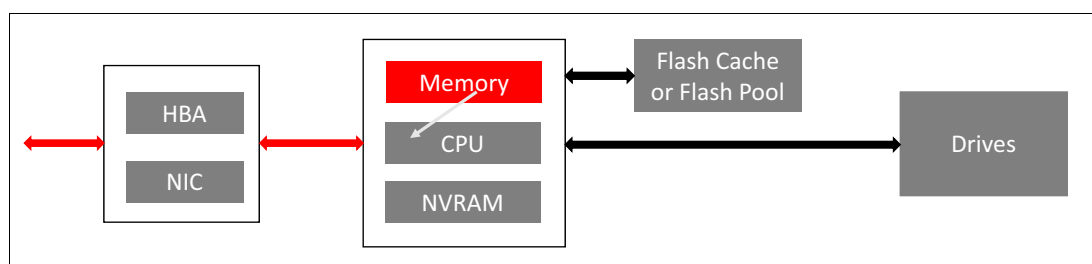 HBA
NIC
Memory
CPU
NVRAM
Flash Cache
or Flash Pool
Drives